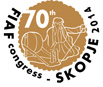 70th
FIAF congress - SKOPJE 2014